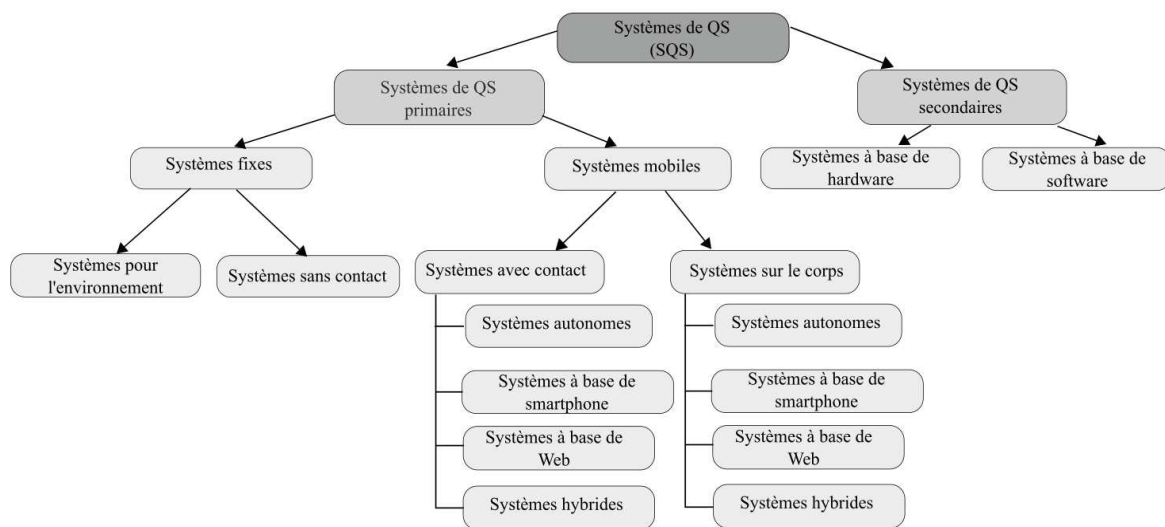 Systèmes de QS
(SQS)
Systèmes de QS
primaires
Systèmes de QS
secondaires
Systèmes fixes
Systèmes mobiles
Systèmes à base de
hardware
Systèmes à base de
software
Systèmes pour
l'environnement
Systèmes sans contact
Systèmes avec contact
Systèmes sur le corps
Systèmes autonomes
Systèmes à base de
smartphone
Systèmes à base de
Web
Systèmes hybrides
Systèmes autonomes
Systèmes à base de
smartphone
Systèmes à base de
Web
Systèmes hybrides